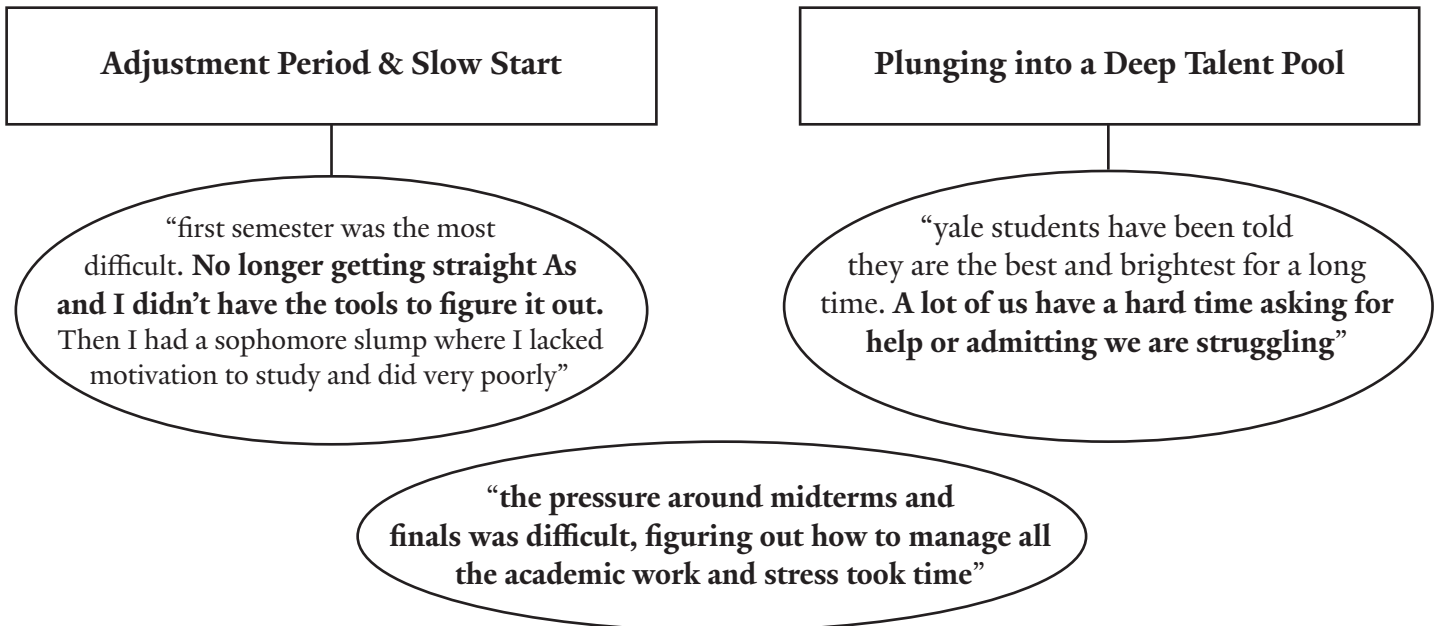 Adjustment Period & Slow Start
Plunging into a Deep Talent Pool
“first semester was the most
difficult. No longer getting straight As
and I didn’t have the tools to figure it out.
Then I had a sophomore slump where I lacked
motivation to study and did very poorly”
“yale students have been told
they are the best and brightest for a long
time. A lot of us have a hard time asking for
help or admitting we are struggling”
“the pressure around midterms and
finals was difficult, figuring out how to manage all
the academic work and stress took time”